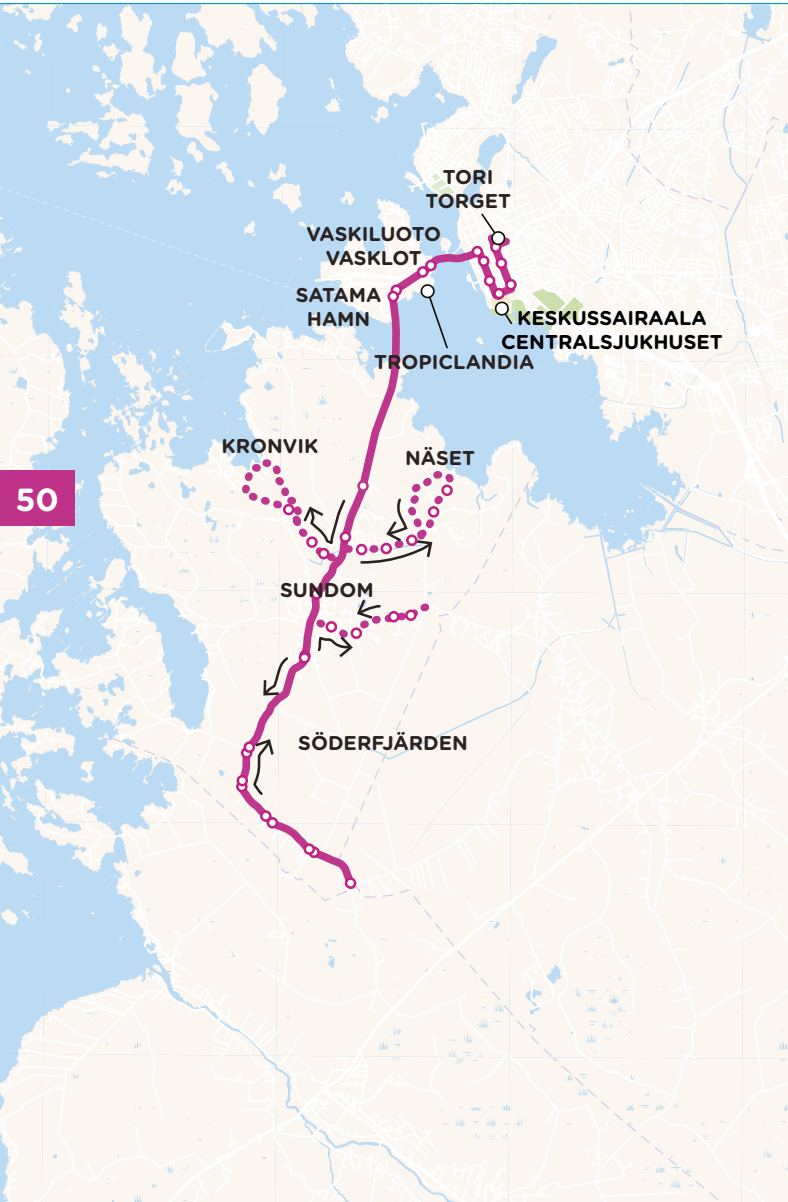 TORI
TORGET
VASKILUOTO
VASKLOT
SATAMA
HAMN
KESKUSSAIRAALA
CENTRALSJUKHUSET
TROPICLANDIA
KRONVIK
NÄSET
50
SUNDOM
SÖDERFJÄRDEN